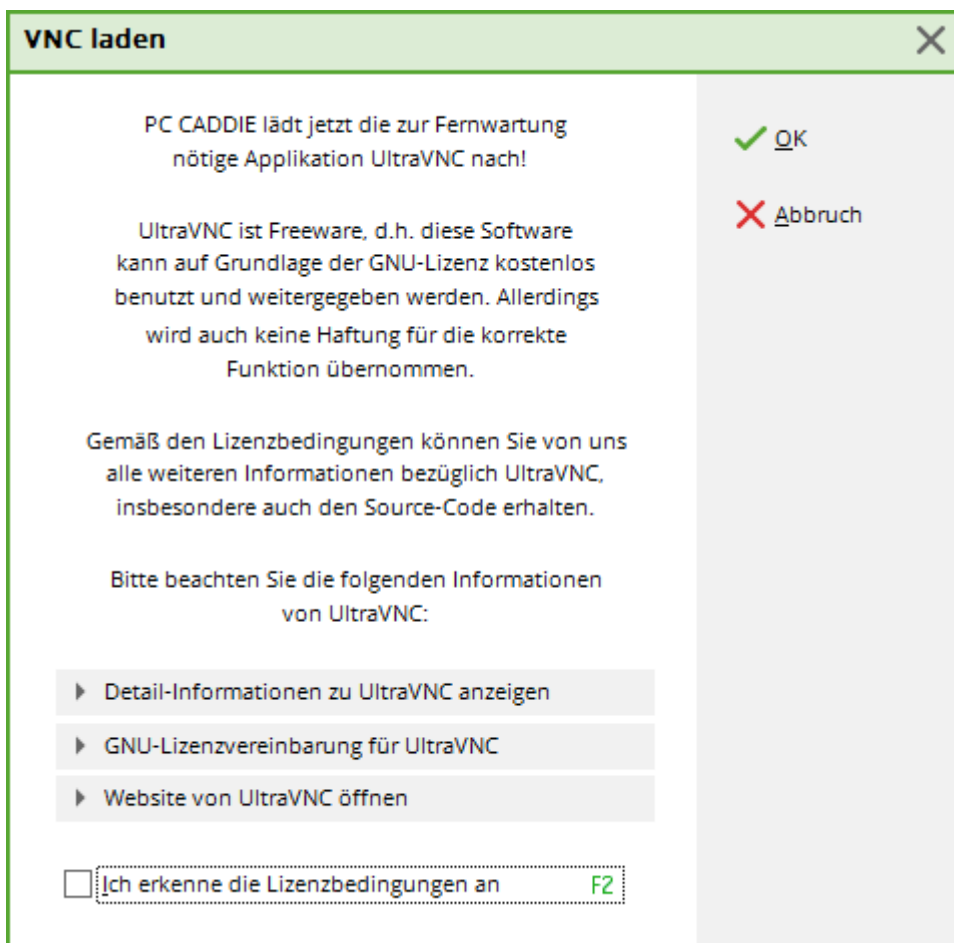 VNC laden
PC CADDIE lädt jetzt die zur Fernwartung
nötige Applikation UltraVNC nach!
UltraVNC ist Freeware, d.h. diese Software
kann auf Grundlage der GNU-Lizenz kostenlos
benutzt und weitergegeben werden. Allerdings
wird auch keine Haftung für die korrekte
Funktion übernommen.
Gemäß den Lizenzbedingungen können Sie von uns
alle weiteren Informationen bezüglich UltraVNC,
insbesondere auch den Source-Code erhalten.
Bitte beachten Sie die folgenden Informationen
von UltraVNC:
Detail-Informationen zu UltraVNC anzeigen
GNU-Lizenzvereinbarung für UltraVNC
Website von UltraVNC öffnen
Ich erkenne die Lizenzbedingungen an F2
OK
Abbruch